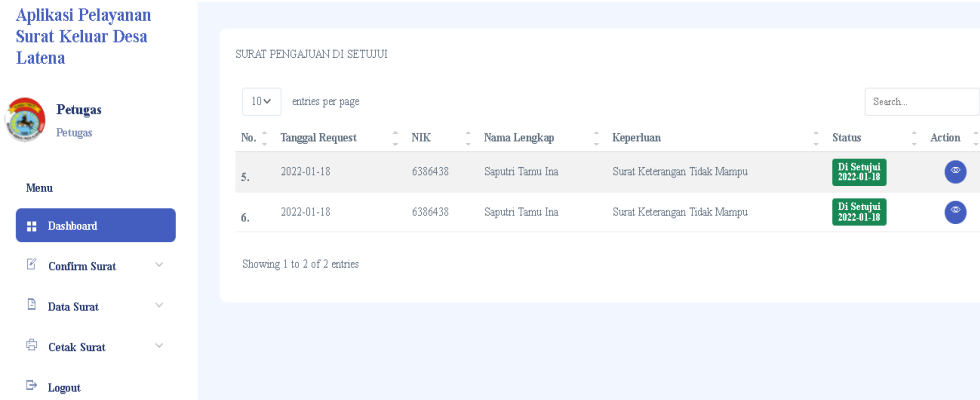 Aplikasi Pelayanan
Surat Keluar Desa
Latena
Petugas
Petugas
Menu
Dashboard
Confirm Surat
Data Surat
Cetak Surat
Logout
SURAT PENGAJUAN DI SETUJUI
10 entries per page
Search...
No. Tanggal Request NIK Nama Lengkap Keperluan Status Action
5. 2022-01-18 6386438 Saputri Tamu Ina Surat Keterangan Tidak Mampu Di Setujui
2022-01-18
6. 2022-01-18 6386438 Saputri Tamu Ina Surat Keterangan Tidak Mampu Di Setujui
2022-01-18
Showing 1 to 2 of 2 entries